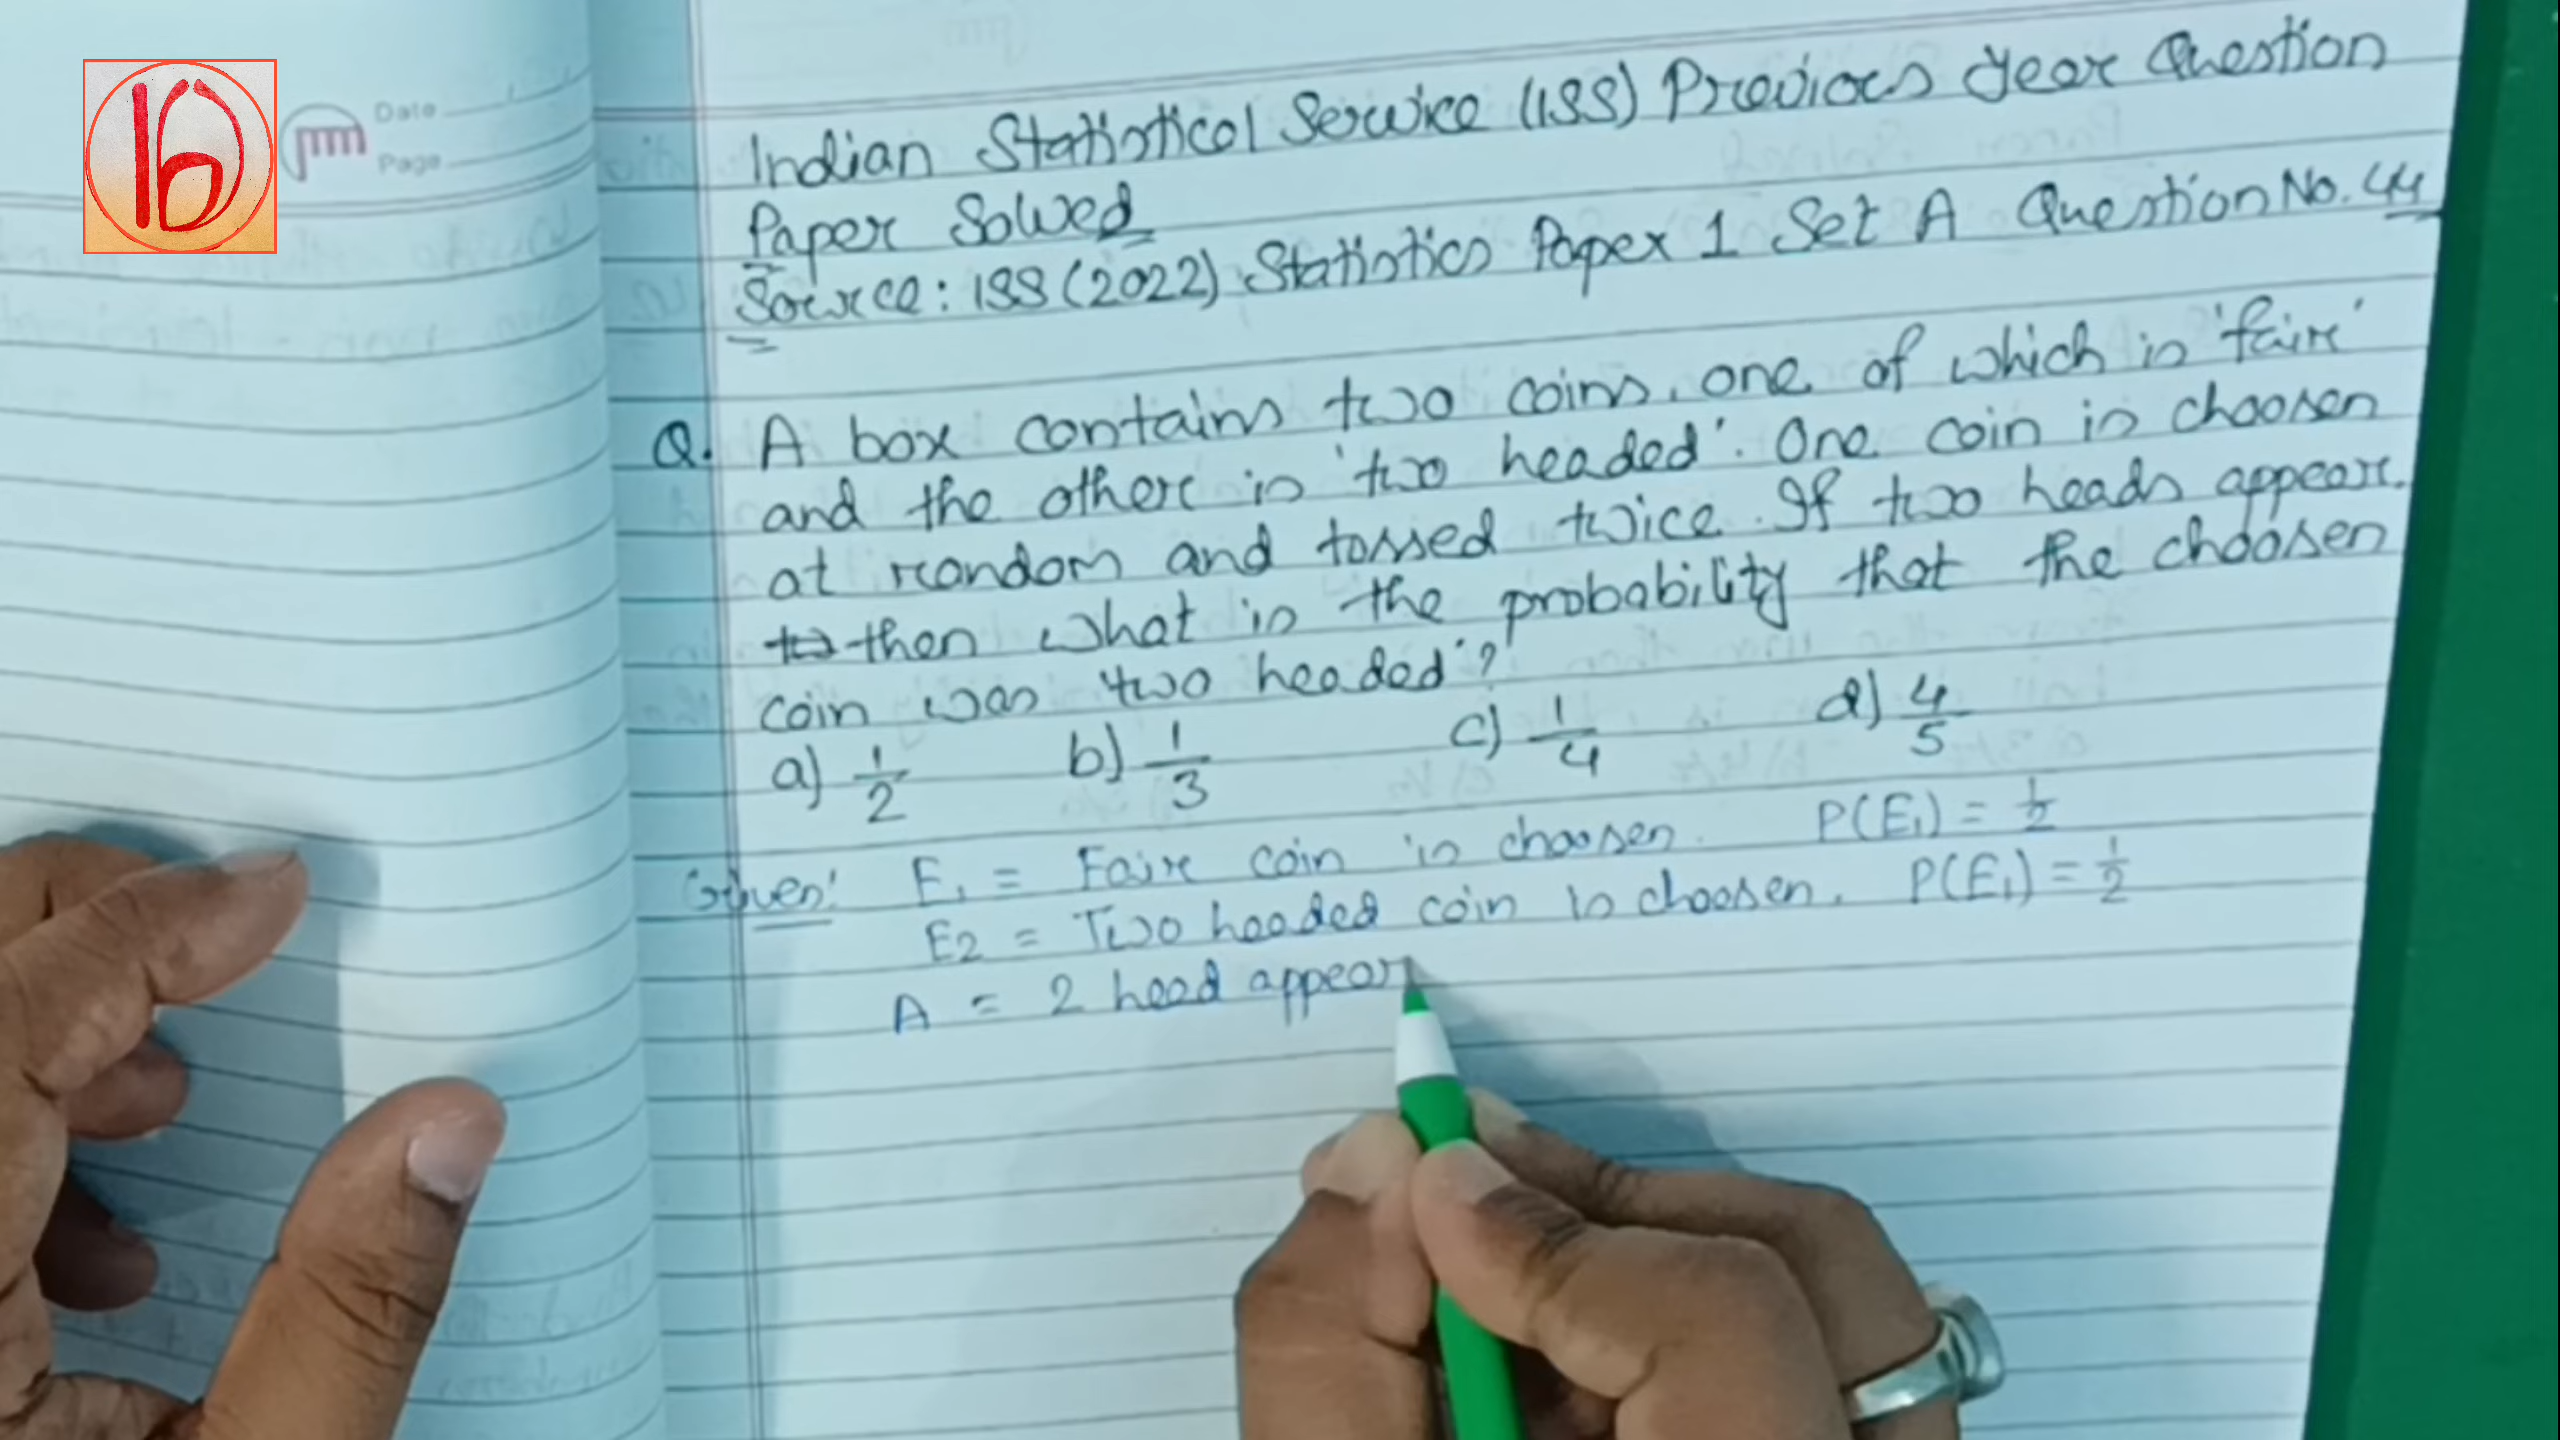 Date
Page
Indian Statistical Service (ISS) Previous Year Question
Paper Solved
Source: ISS (2022) Statistics Paper 1 Set A Question No. 44
Q. A box contains two coins, one of which is 'fair'
and the other is 'two headed'. One coin is choosen
at random and tossed twice. If two heads appear.
then what is the probability that the choosen
coin was 'two headed'?
a) 1/2 b) 1/3 c) 1/4 d) 4/5
Given: E1 = Fair coin is choosen. P(E1) = 1/2
E2 = Two headed coin is choosen. P(E1) = 1/2
A = 2 head appear